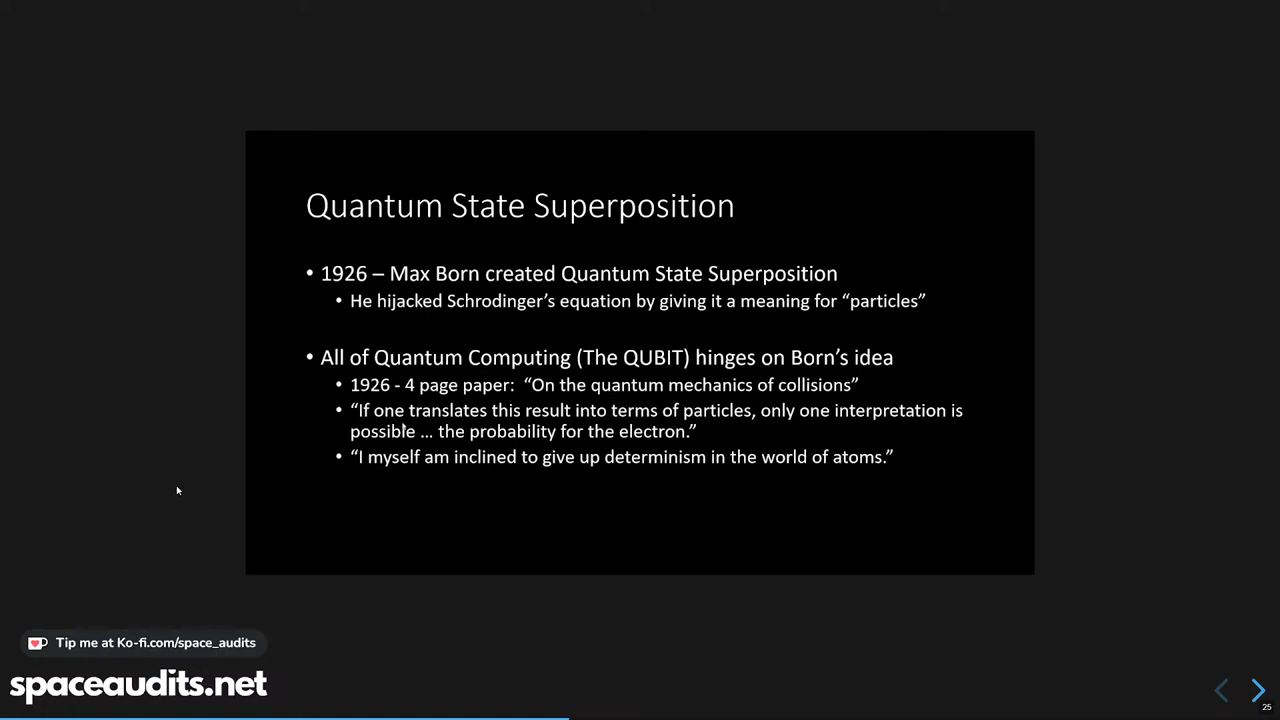 Quantum State Superposition
• 1926 – Max Born created Quantum State Superposition
• He hijacked Schrodinger’s equation by giving it a meaning for “particles”
• All of Quantum Computing (The QUBIT) hinges on Born’s idea
• 1926 - 4 page paper: “On the quantum mechanics of collisions”
• “If one translates this result into terms of particles, only one interpretation is
possible … the probability for the electron.”
• “I myself am inclined to give up determinism in the world of atoms.”
Tip me at Ko-fi.com/space_audits
spaceaudits.net
25